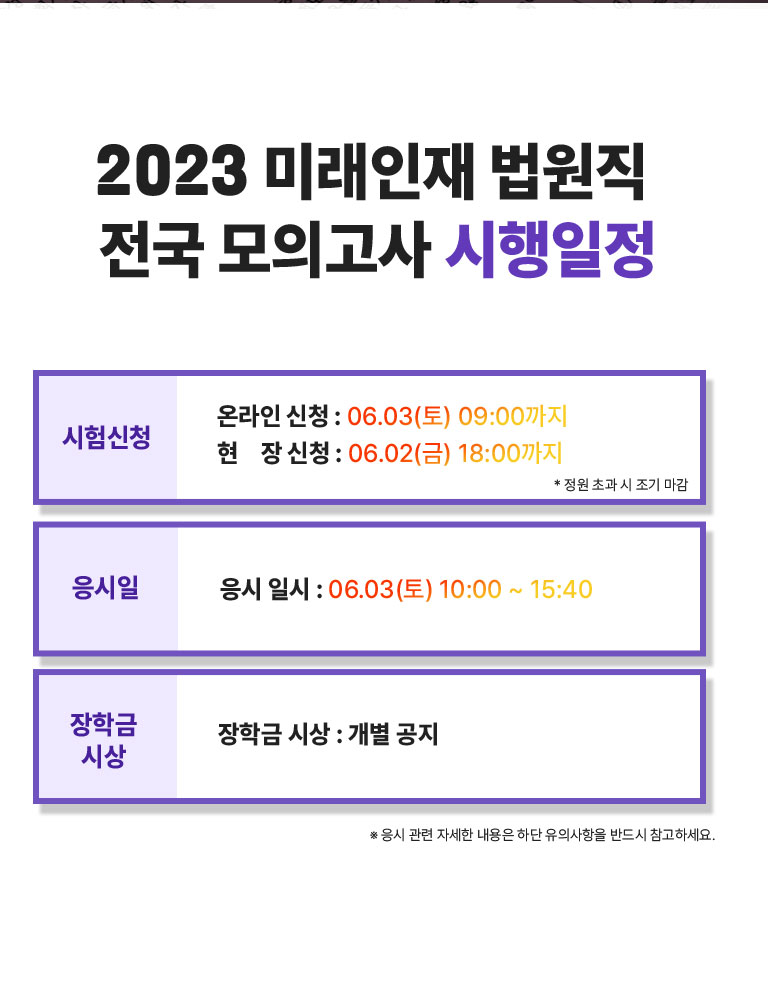 2023 미래인재 법원직
전국 모의고사 시행일정
시험신청
온라인 신청 : 06.03(토) 09:00까지
현 장 신청 : 06.02(금) 18:00까지
* 정원 초과 시 조기 마감
응시일
응시 일시 : 06.03(토) 10:00 ~ 15:40
장학금
시상
장학금 시상 : 개별 공지
※ 응시 관련 자세한 내용은 하단 유의사항을 반드시 참고하세요.